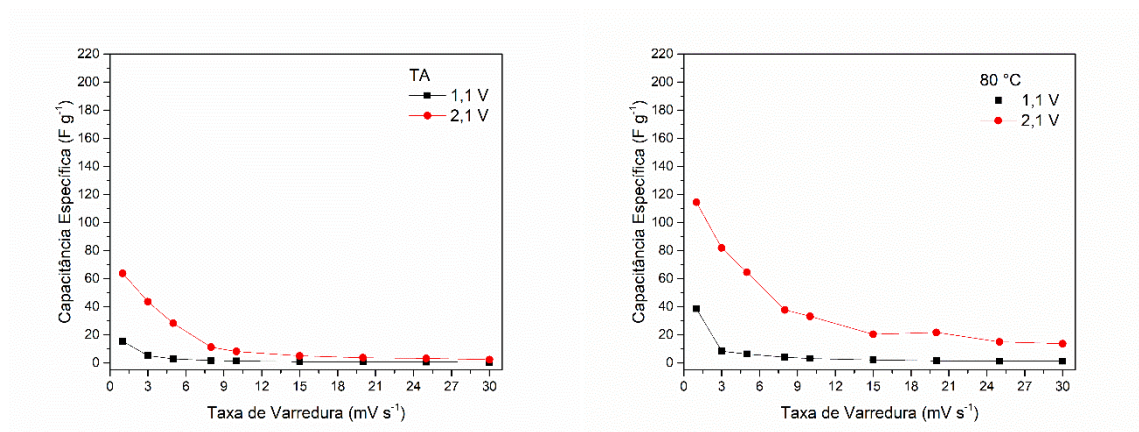 220
200
180
160
140
120
100
80
60
40
20
0
Capacitância Específica (F g⁻¹)
TA
1,1 V
2,1 V
0 3 6 9 12 15 18 21 24 27 30
Taxa de Varredura (mV s⁻¹)
220
200
180
160
140
120
100
80
60
40
20
0
Capacitância Específica (F g⁻¹)
80 °C
1,1 V
2,1 V
0 3 6 9 12 15 18 21 24 27 30
Taxa de Varredura (mV s⁻¹)